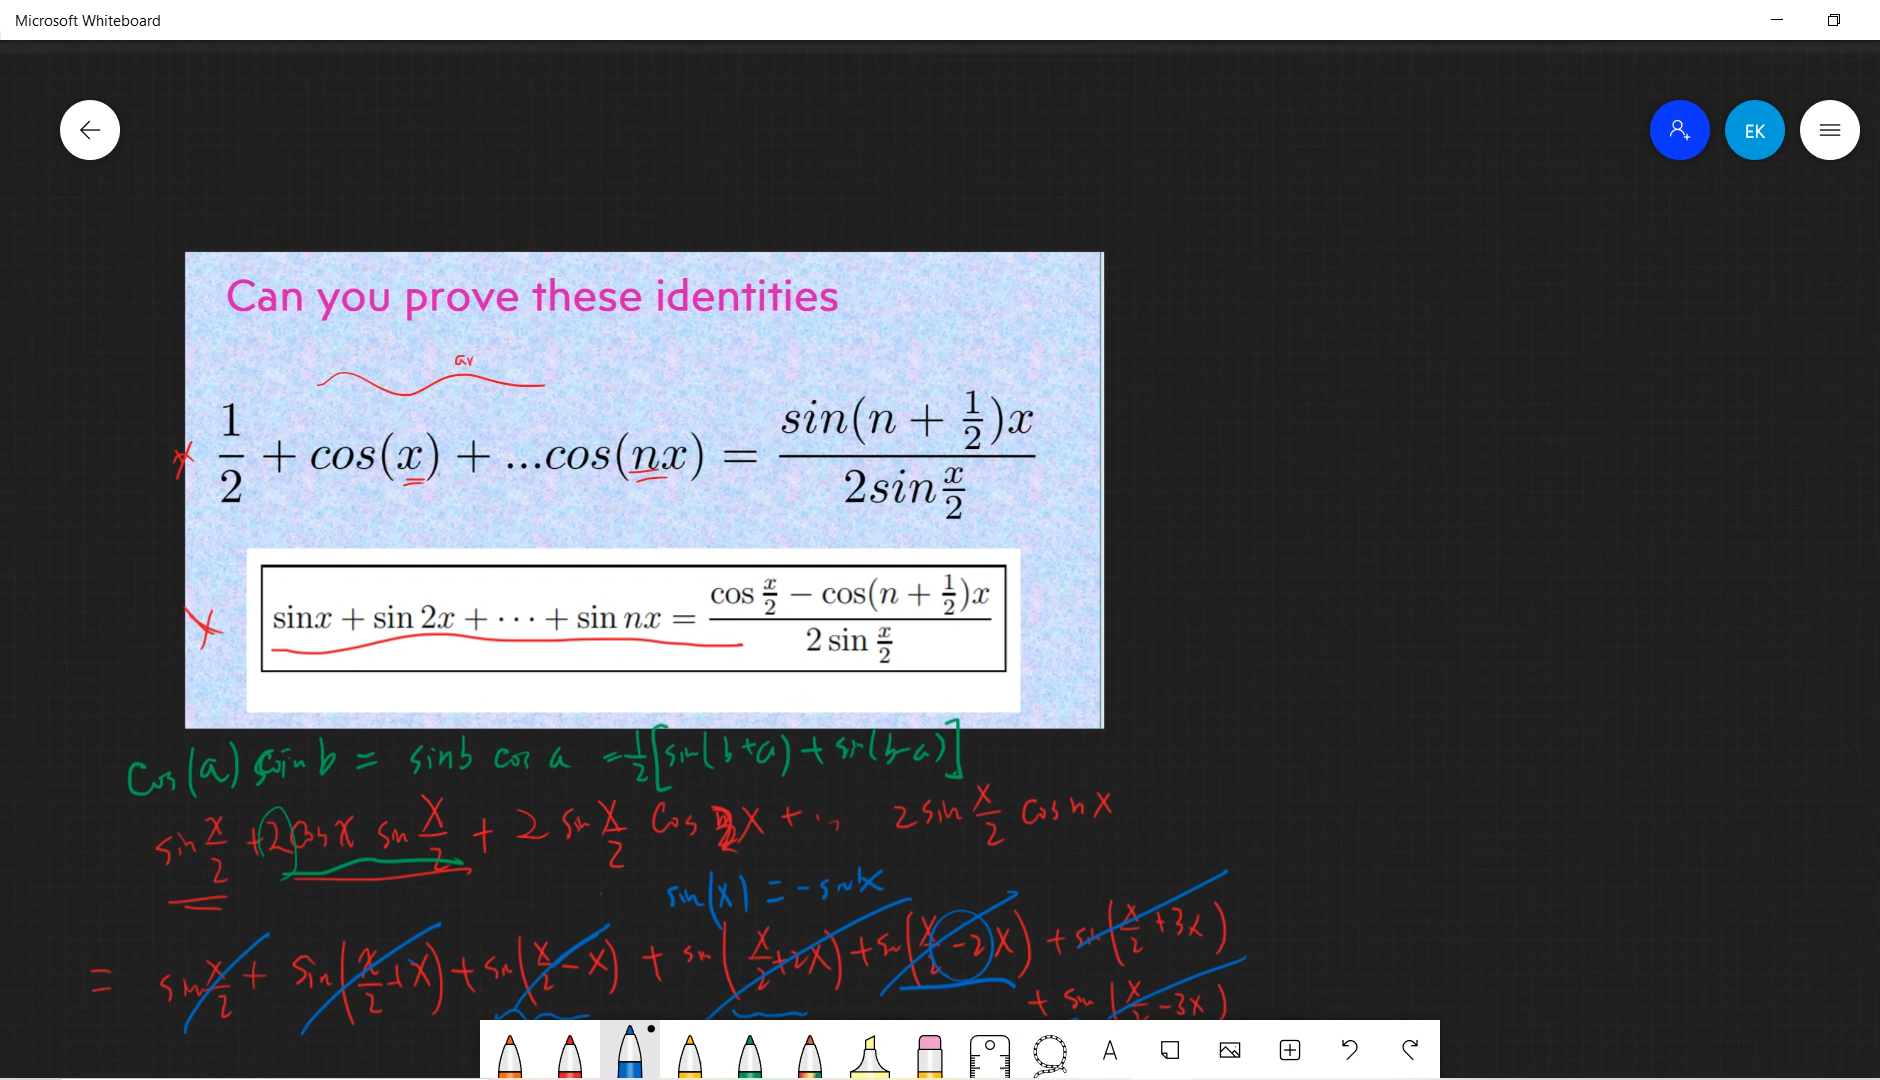 Microsoft Whiteboard
EK
Can you prove these identities
1/2 + cos(x) + ...cos(nx) = sin(n + 1/2)x / 2sin x/2
sinx + sin 2x + · · · + sin nx = cos x/2 − cos(n + 1/2)x / 2 sin x/2
Cos(a) sin b = sinb cos a = 1/2[sin(b+a) + sin(b-a)]
sin x/2 + 2 cos x sin x/2 + 2 sin x/2 cos 2x + ... 2 sin x/2 cos nx
sin(x) = -sin x
= sin x/2 + sin(x/2 + x) + sin(x/2 - x) + sin(x/2 + 2x) + sin(x/2 - 2x) + sin(x/2 + 3x)
+ sin(x/2 - 3x)
A